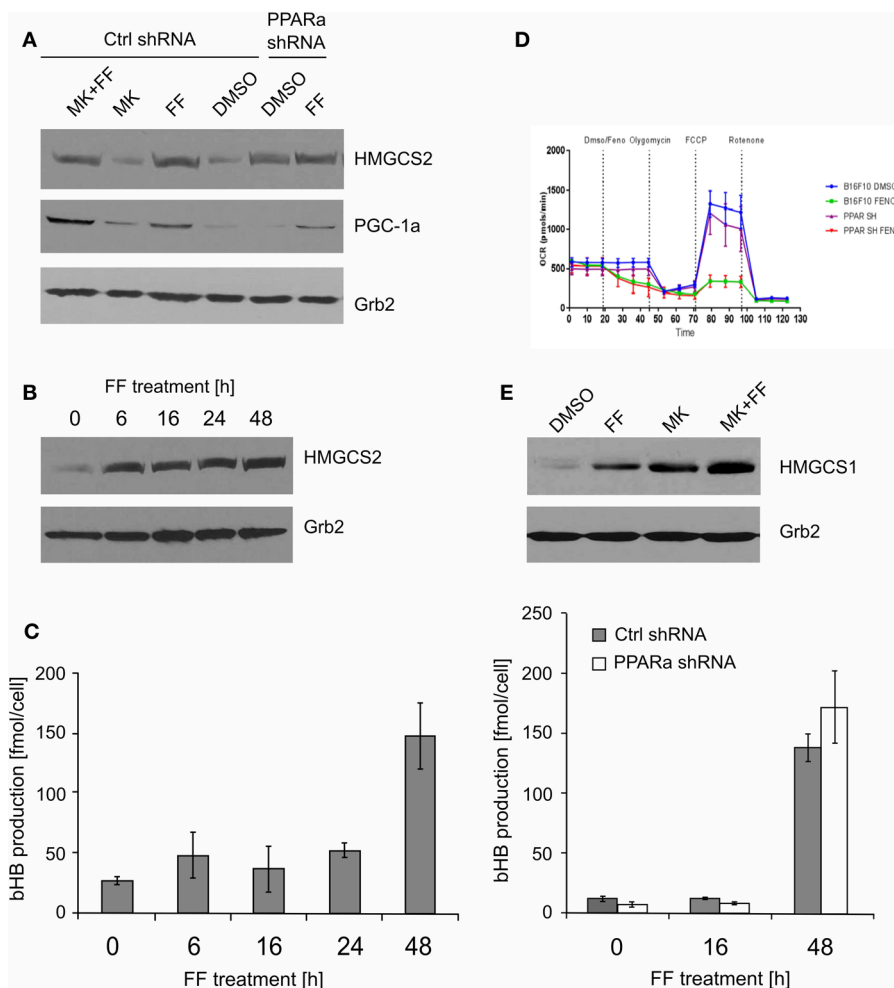 A
Ctrl shRNA
PPARa
shRNA
MK+FF
MK
FF
DMSO
DMSO
FF
HMGCS2
PGC-1a
Grb2
D
Dmso/Feno Olygomycin FCCP Rotenone
OCR (pmols/min)
2000
1500
1000
500
0
0 10 20 30 40 50 60 70 80 90 100 110 120 130
Time
B16F10 DMSO
B16F10 FENO
PPAR SH
PPAR SH FENO
B
FF treatment [h]
0 6 16 24 48
HMGCS2
Grb2
E
DMSO
FF
MK
MK+FF
HMGCS1
Grb2
C
bHB production [fmol/cell]
200
150
100
50
0
0 6 16 24 48
FF treatment [h]
bHB production [fmol/cell]
250
200
150
100
50
0
Ctrl shRNA
PPARa shRNA
0 16 48
FF treatment [h]